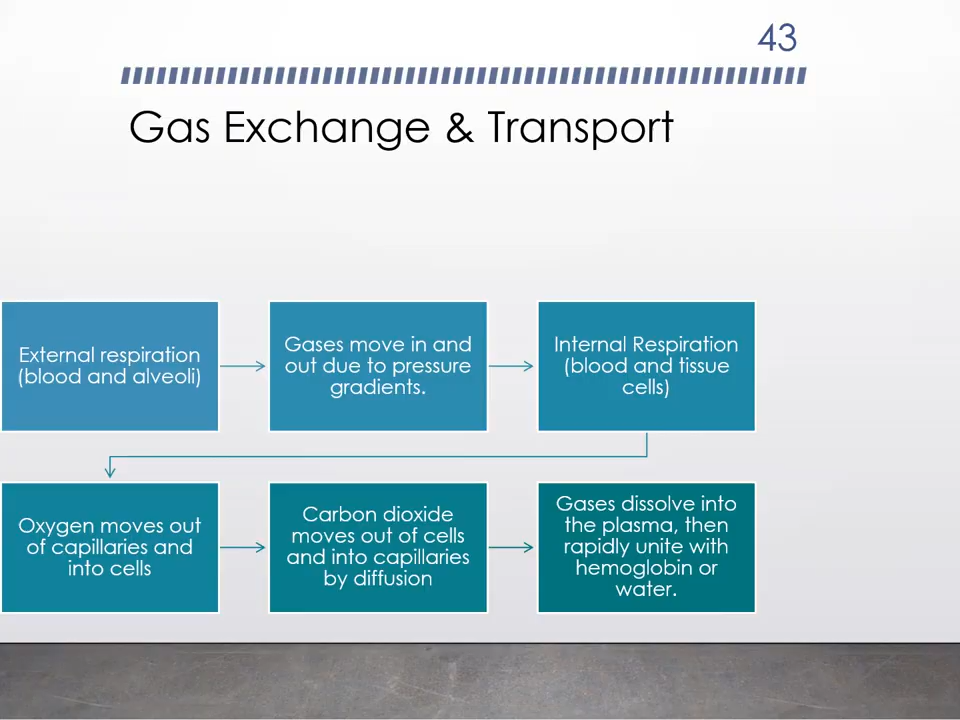 43
Gas Exchange & Transport
External respiration
(blood and alveoli)
Gases move in and
out due to pressure
gradients.
Internal Respiration
(blood and tissue
cells)
Oxygen moves out
of capillaries and
into cells
Carbon dioxide
moves out of cells
and into capillaries
by diffusion
Gases dissolve into
the plasma, then
rapidly unite with
hemoglobin or
water.